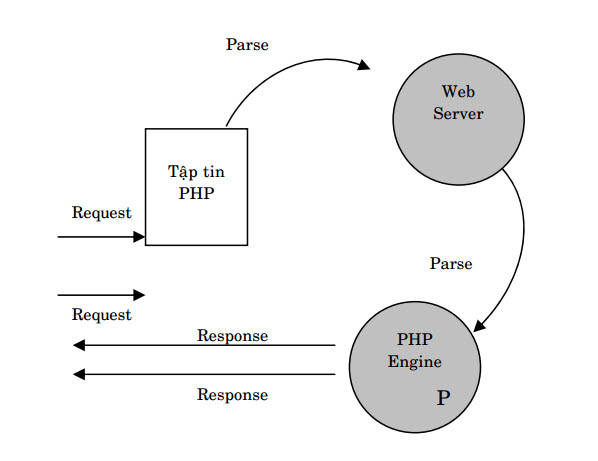 Parse
Web
Server
Tập tin
PHP
Request
Parse
Request
Response
PHP
Engine
P
Response